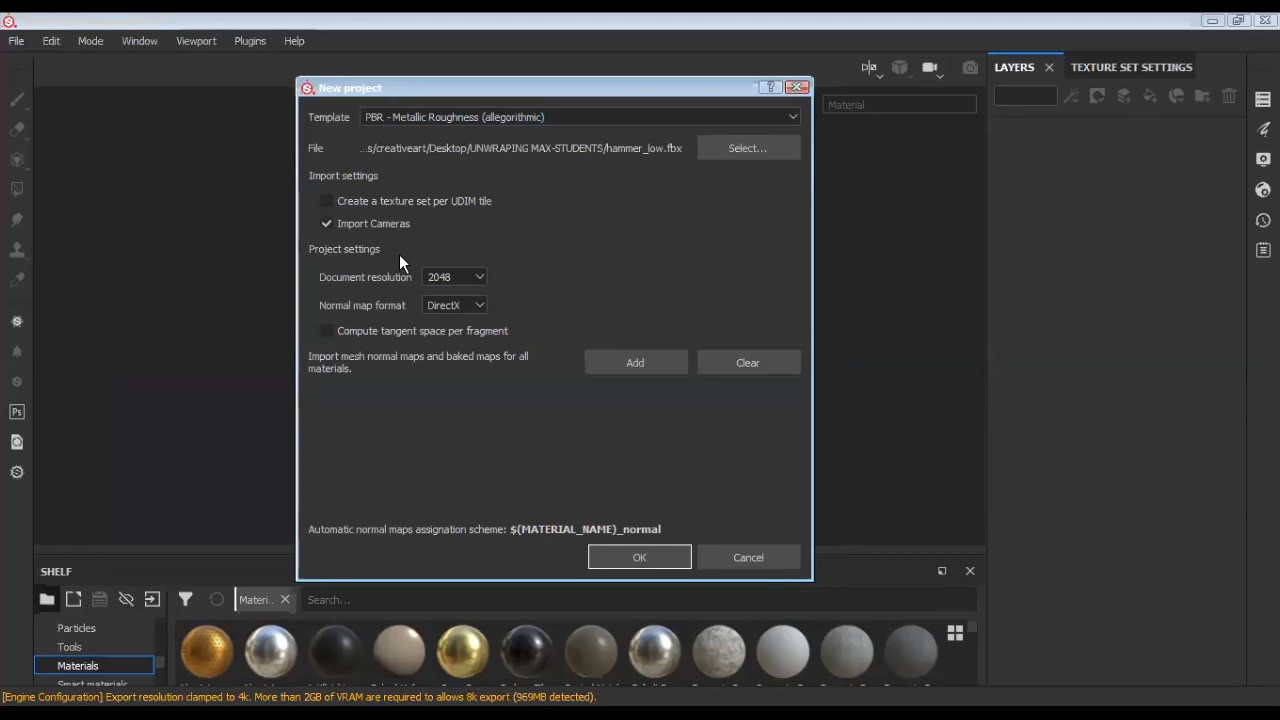 File Edit Mode Window Viewport Plugins Help
LAYERS TEXTURE SET SETTINGS
New project
Template PBR - Metallic Roughness (allegorithmic)
Material
File ...s/creativeart/Desktop/UNWRAPING MAX-STUDENTS/hammer_low.fbx Select...
Import settings
Create a texture set per UDIM tile
Import Cameras
Project settings
Document resolution 2048
Normal map format DirectX
Compute tangent space per fragment
Import mesh normal maps and baked maps for all
materials.
Add Clear
Ps
Automatic normal maps assignation scheme: $(MATERIAL_NAME)_normal
OK Cancel
SHELF
Materi.. Search...
Particles
Tools
Materials
Smart materials
[Engine Configuration] Export resolution clamped to 4k. More than 2GB of VRAM are required to allows 8k export (969MB detected).